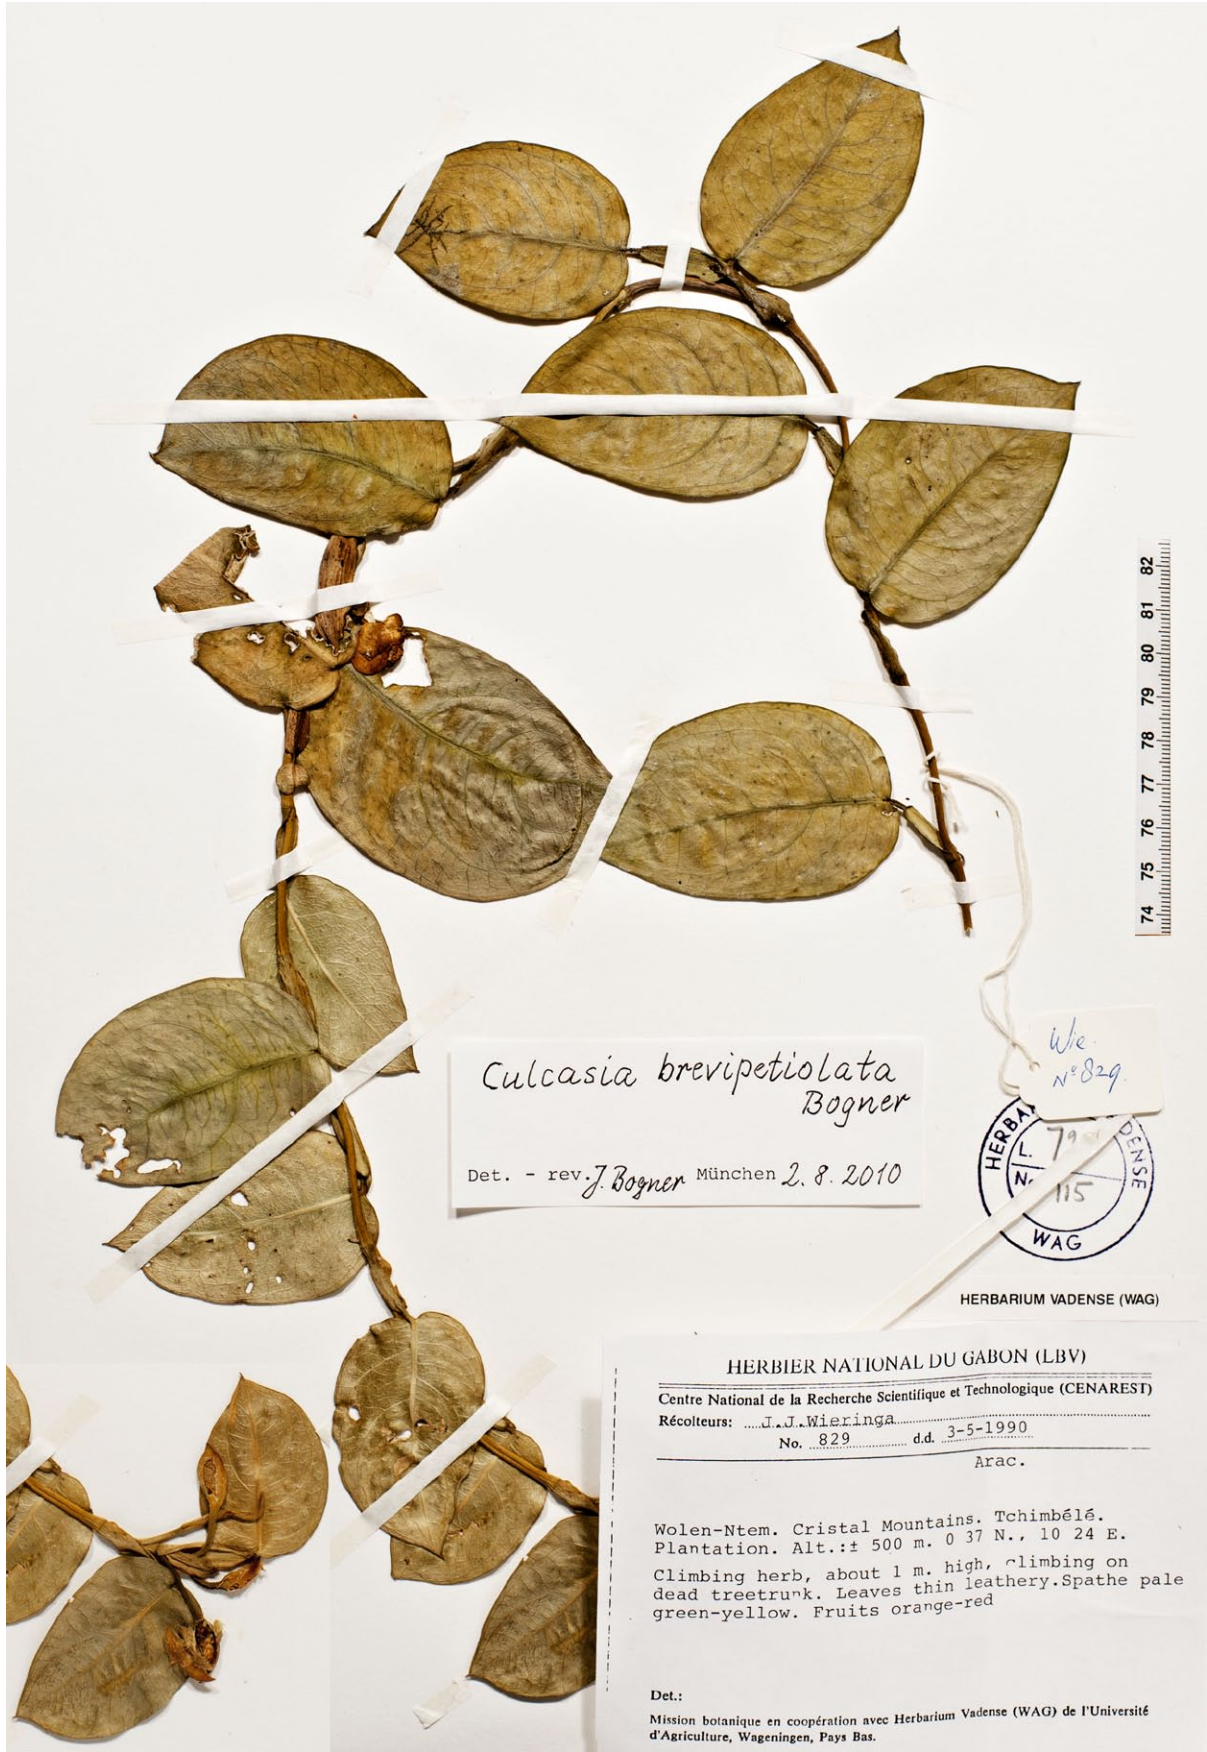 82
81
80
79
78
77
76
75
74
Wie.
Nº 829.
Culcasia brevipetiolata
Bogner
Det. - rev. J. Bogner München 2. 8. 2010
HERBA DENSE
L.
N.
115
WAG
HERBARIUM VADENSE (WAG)
HERBIER NATIONAL DU GABON (LBV)
Centre National de la Recherche Scientifique et Technologique (CENAREST)
Récolteurs: J.J.Wieringa
No. 829 d.d. 3-5-1990
Arac.
Wolen-Ntem. Cristal Mountains. Tchimbélé.
Plantation. Alt.:± 500 m. 0 37 N., 10 24 E.
Climbing herb, about 1 m. high, climbing on
dead treetrunk. Leaves thin leathery.Spathe pale
green-yellow. Fruits orange-red
Det.:
Mission botanique en coopération avec Herbarium Vadense (WAG) de l'Université
d'Agriculture, Wageningen, Pays Bas.